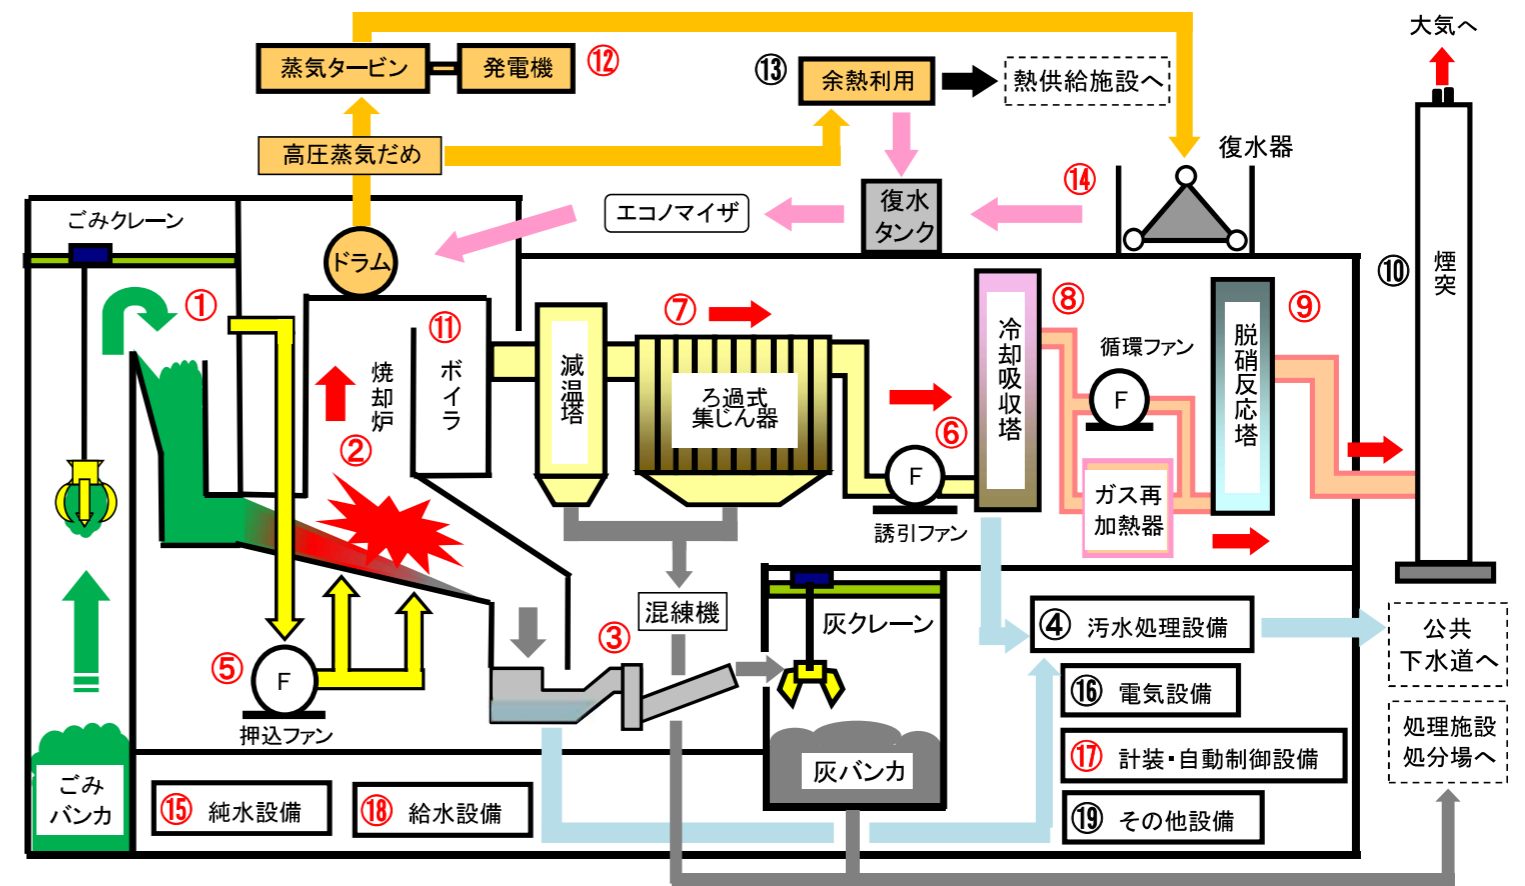 大気へ
蒸気タービン
発電機
⑫
⑬
余熱利用
熱供給施設へ
高圧蒸気だめ
復水器
⑭
ごみクレーン
エコノマイザ
復水
タンク
ドラム
⑩
煙突
①
⑪
⑦
⑧
⑨
焼却炉
ボイラ
減温塔
ろ過式
集じん器
冷却吸収塔
循環ファン
F
脱硝反応塔
②
⑥
F
誘引ファン
ガス再
加熱器
混練機
③
灰クレーン
④
汚水処理設備
公共
下水道へ
⑤
F
押込ファン
⑯
電気設備
⑰
計装・自動制御設備
処理施設
処分場へ
ごみ
バンカ
灰バンカ
⑮
純水設備
⑱
給水設備
⑲
その他設備